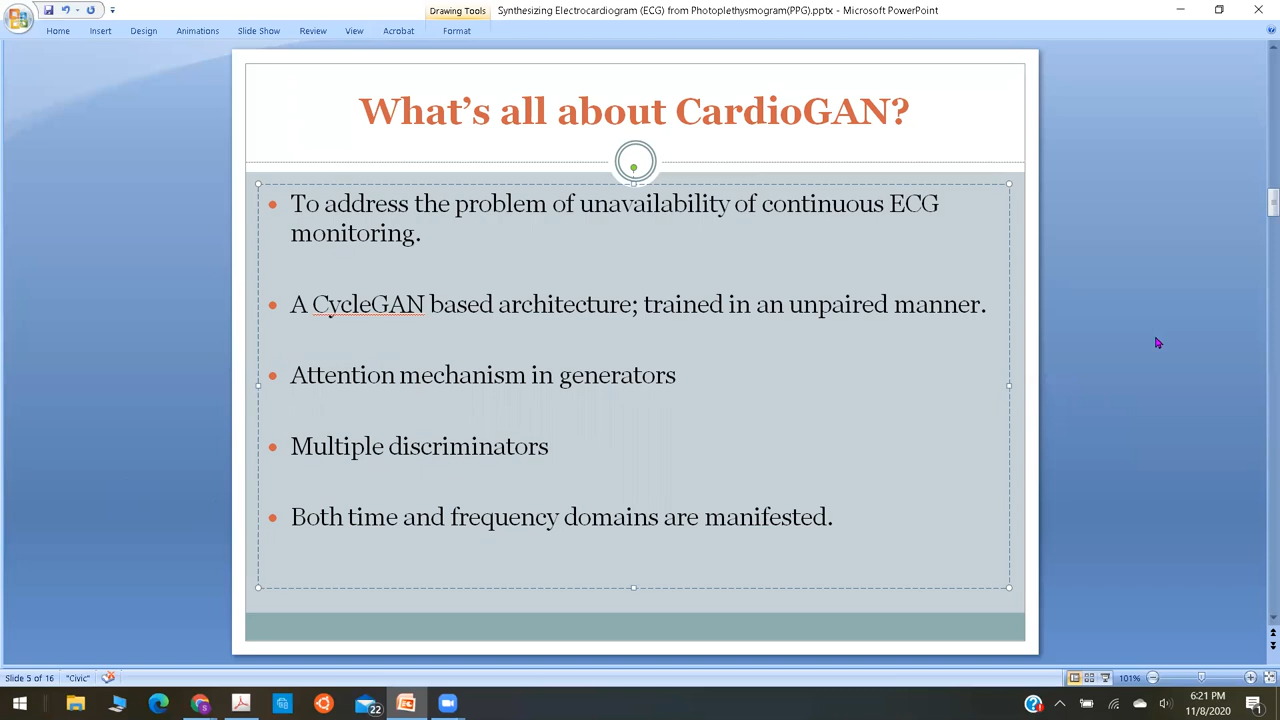 Drawing Tools
Synthesizing Electrocardiogram (ECG) from Photoplethysmogram(PPG).pptx - Microsoft PowerPoint
Home Insert Design Animations Slide Show Review View Acrobat Format
What's all about CardioGAN?
• To address the problem of unavailability of continuous ECG
monitoring.
• A CycleGAN based architecture; trained in an unpaired manner.
• Attention mechanism in generators
• Multiple discriminators
• Both time and frequency domains are manifested.
Slide 5 of 16 "Civic" 101%
22
6:21 PM
11/8/2020
1